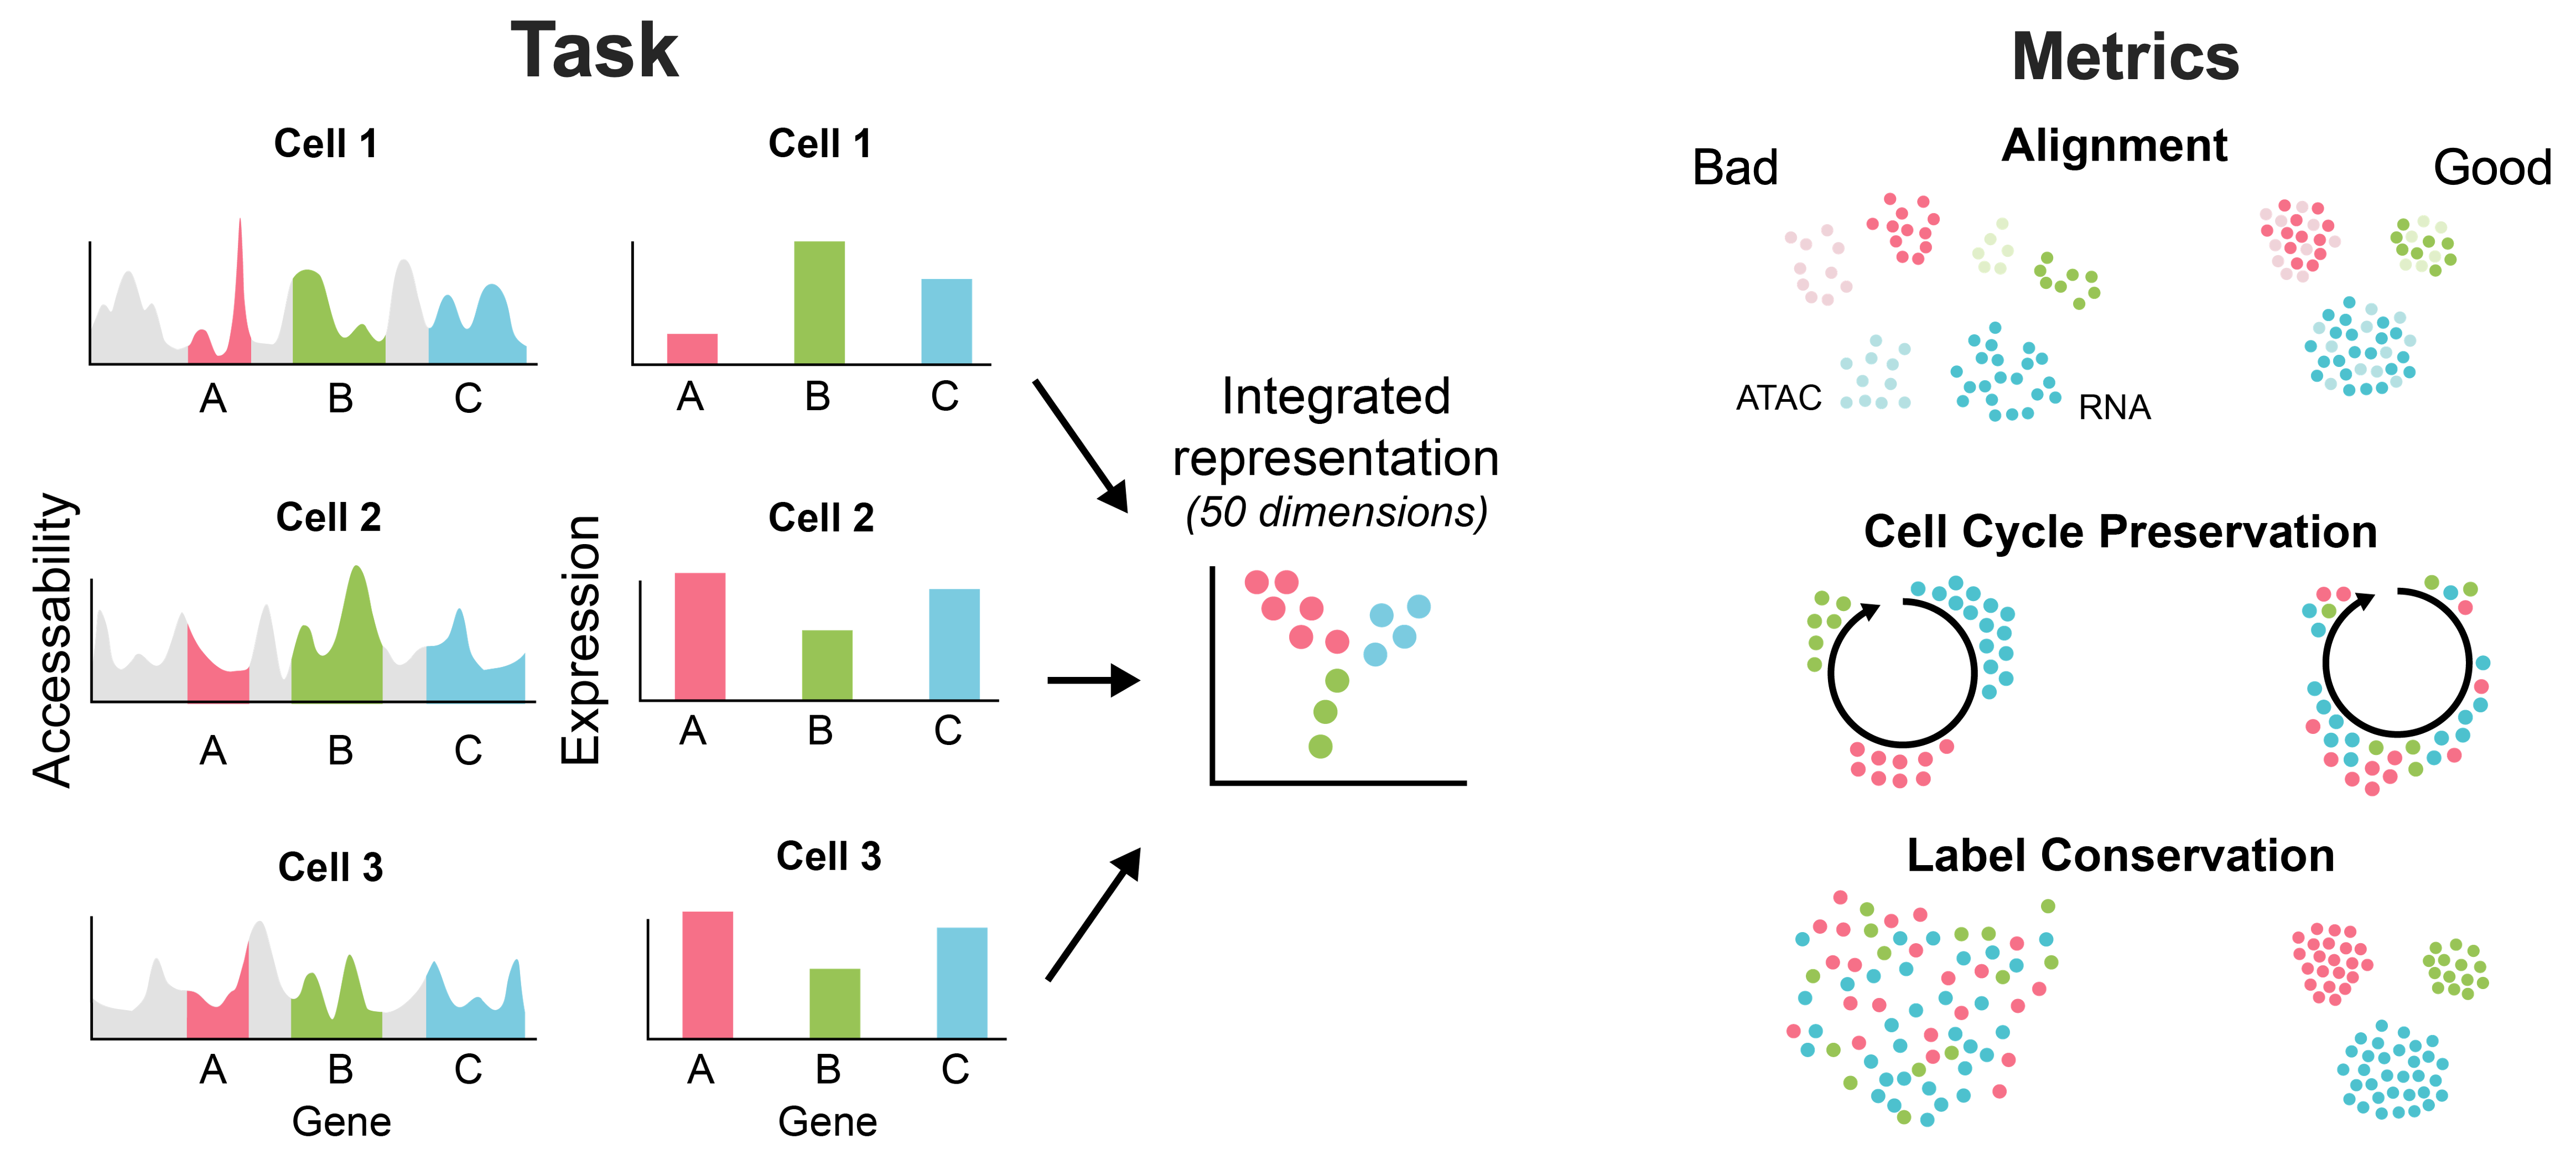 Task
Cell 1
Cell 1
A
B
C
A
B
C
Accessability
Cell 2
Expression
Cell 2
A
B
C
A
B
C
Cell 3
Cell 3
A
B
C
Gene
A
B
C
Gene
Integrated
representation
(50 dimensions)
Metrics
Alignment
Bad
Good
ATAC
RNA
Cell Cycle Preservation
Label Conservation